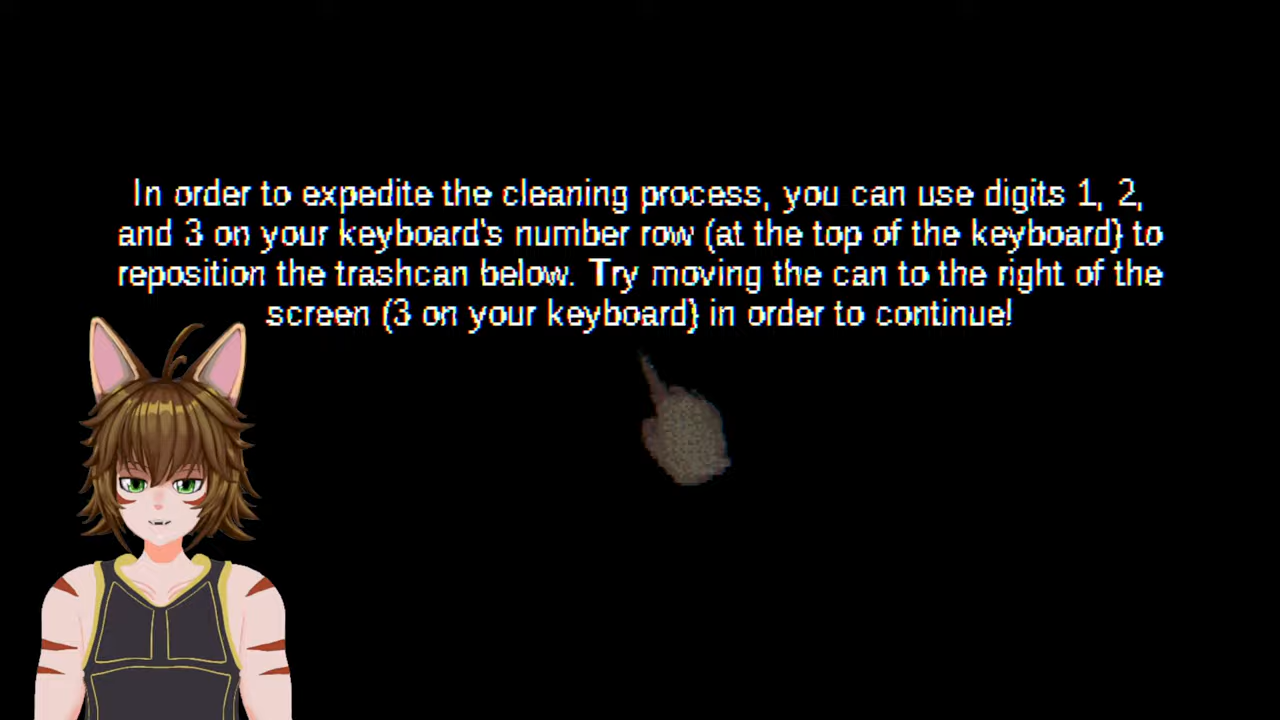 In order to expedite the cleaning process, you can use digits 1, 2,
and 3 on your keyboard's number row (at the top of the keyboard} to
reposition the trashcan below. Try moving the can to the right of the
screen (3 on your keyboard} in order to continue!